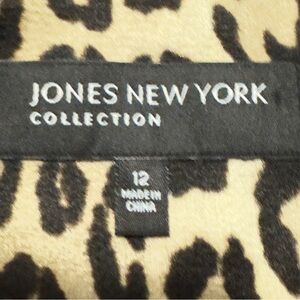 JONES NEW YORK
COLLECTION
12
MADE IN
CHINA